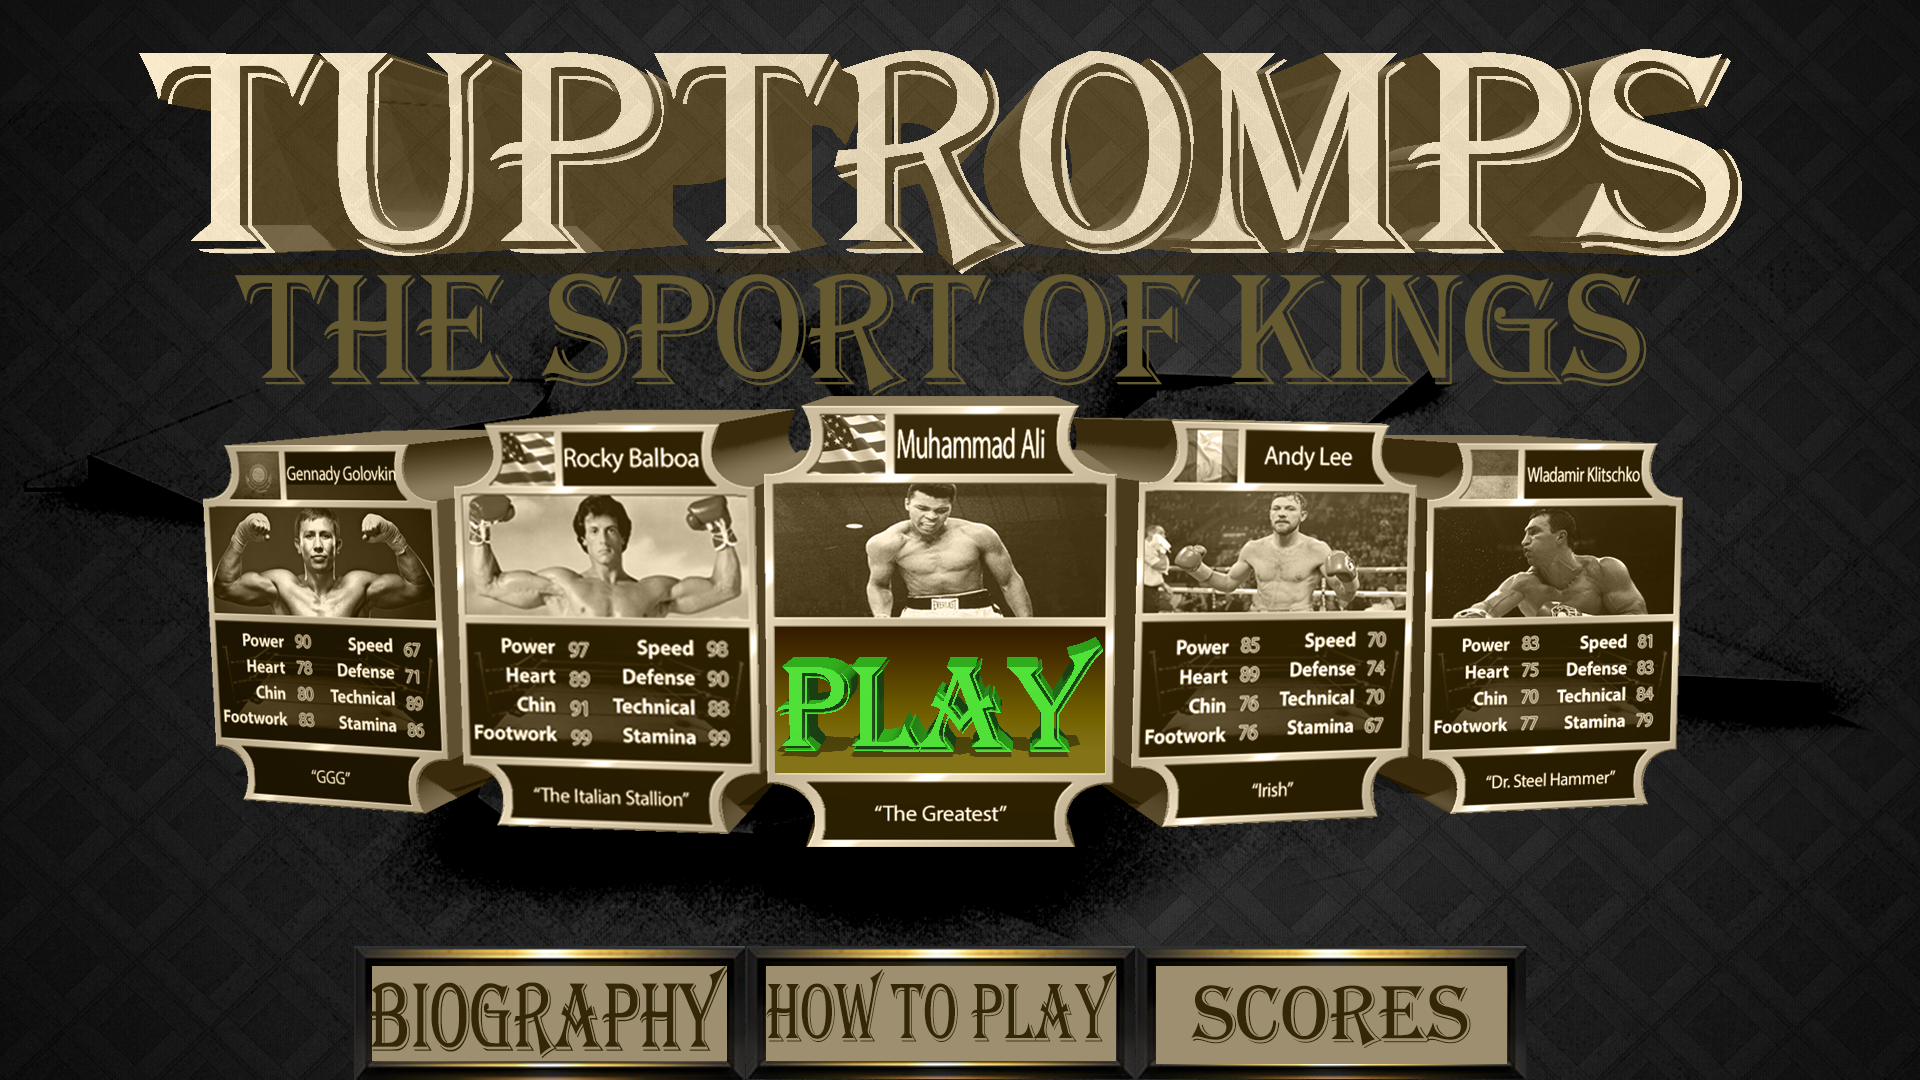 TUPTROMPS
THE SPORT OF KINGS
Gennady Golovkin
Power 90 Speed 67
Heart 78 Defense 71
Chin 80 Technical 89
Footwork 83 Stamina 86
“GGG”
Rocky Balboa
Power 97 Speed 98
Heart 89 Defense 90
Chin 91 Technical 88
Footwork 99 Stamina 99
“The Italian Stallion”
Muhammad Ali
EVERLAST
PLAY
“The Greatest”
Andy Lee
Power 85 Speed 70
Heart 89 Defense 74
Chin 76 Technical 70
Footwork 76 Stamina 67
“Irish”
Wladamir Klitschko
Power 83 Speed 81
Heart 75 Defense 83
Chin 70 Technical 84
Footwork 77 Stamina 79
“Dr. Steel Hammer”
BIOGRAPHY
HOW TO PLAY
SCORES